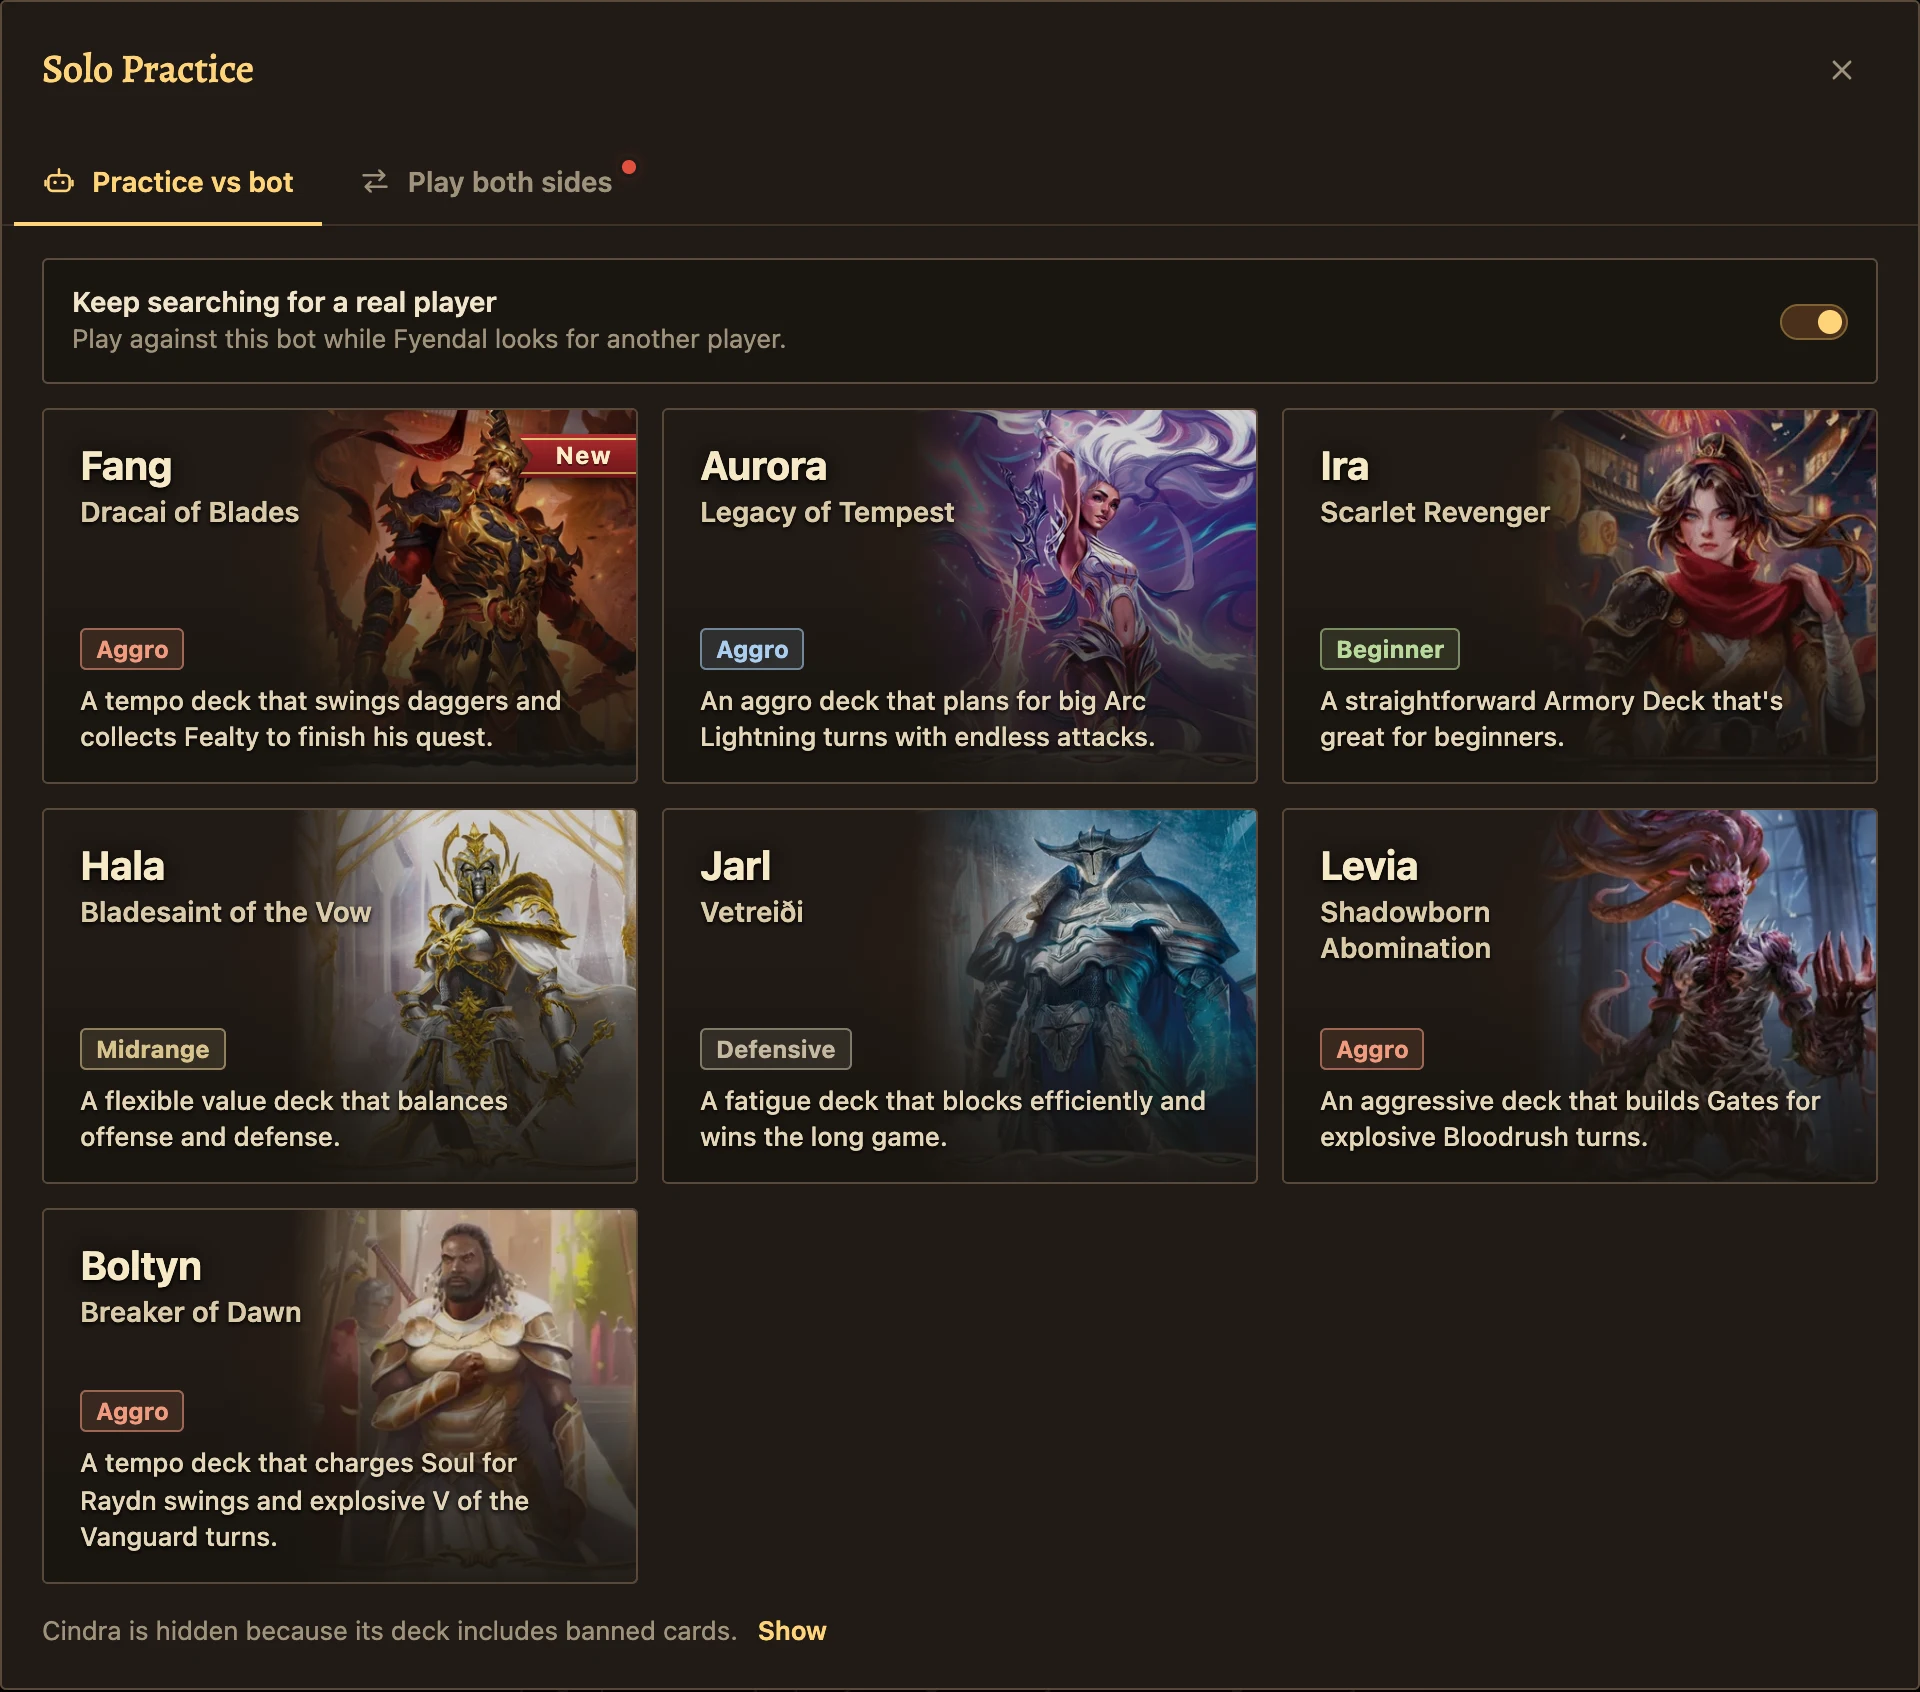 Solo Practice
Practice vs bot
Play both sides
Keep searching for a real player
Play against this bot while Fyendal looks for another player.
Fang
New
Dracai of Blades
Aggro
A tempo deck that swings daggers and
collects Fealty to finish his quest.
Aurora
Legacy of Tempest
Aggro
An aggro deck that plans for big Arc
Lightning turns with endless attacks.
Ira
Scarlet Revenger
Beginner
A straightforward Armory Deck that's
great for beginners.
Hala
Bladesaint of the Vow
Midrange
A flexible value deck that balances
offense and defense.
Jarl
Vetreiði
Defensive
A fatigue deck that blocks efficiently and
wins the long game.
Levia
Shadowborn
Abomination
Aggro
An aggressive deck that builds Gates for
explosive Bloodrush turns.
Boltyn
Breaker of Dawn
Aggro
A tempo deck that charges Soul for
Raydn swings and explosive V of the
Vanguard turns.
Cindra is hidden because its deck includes banned cards. Show